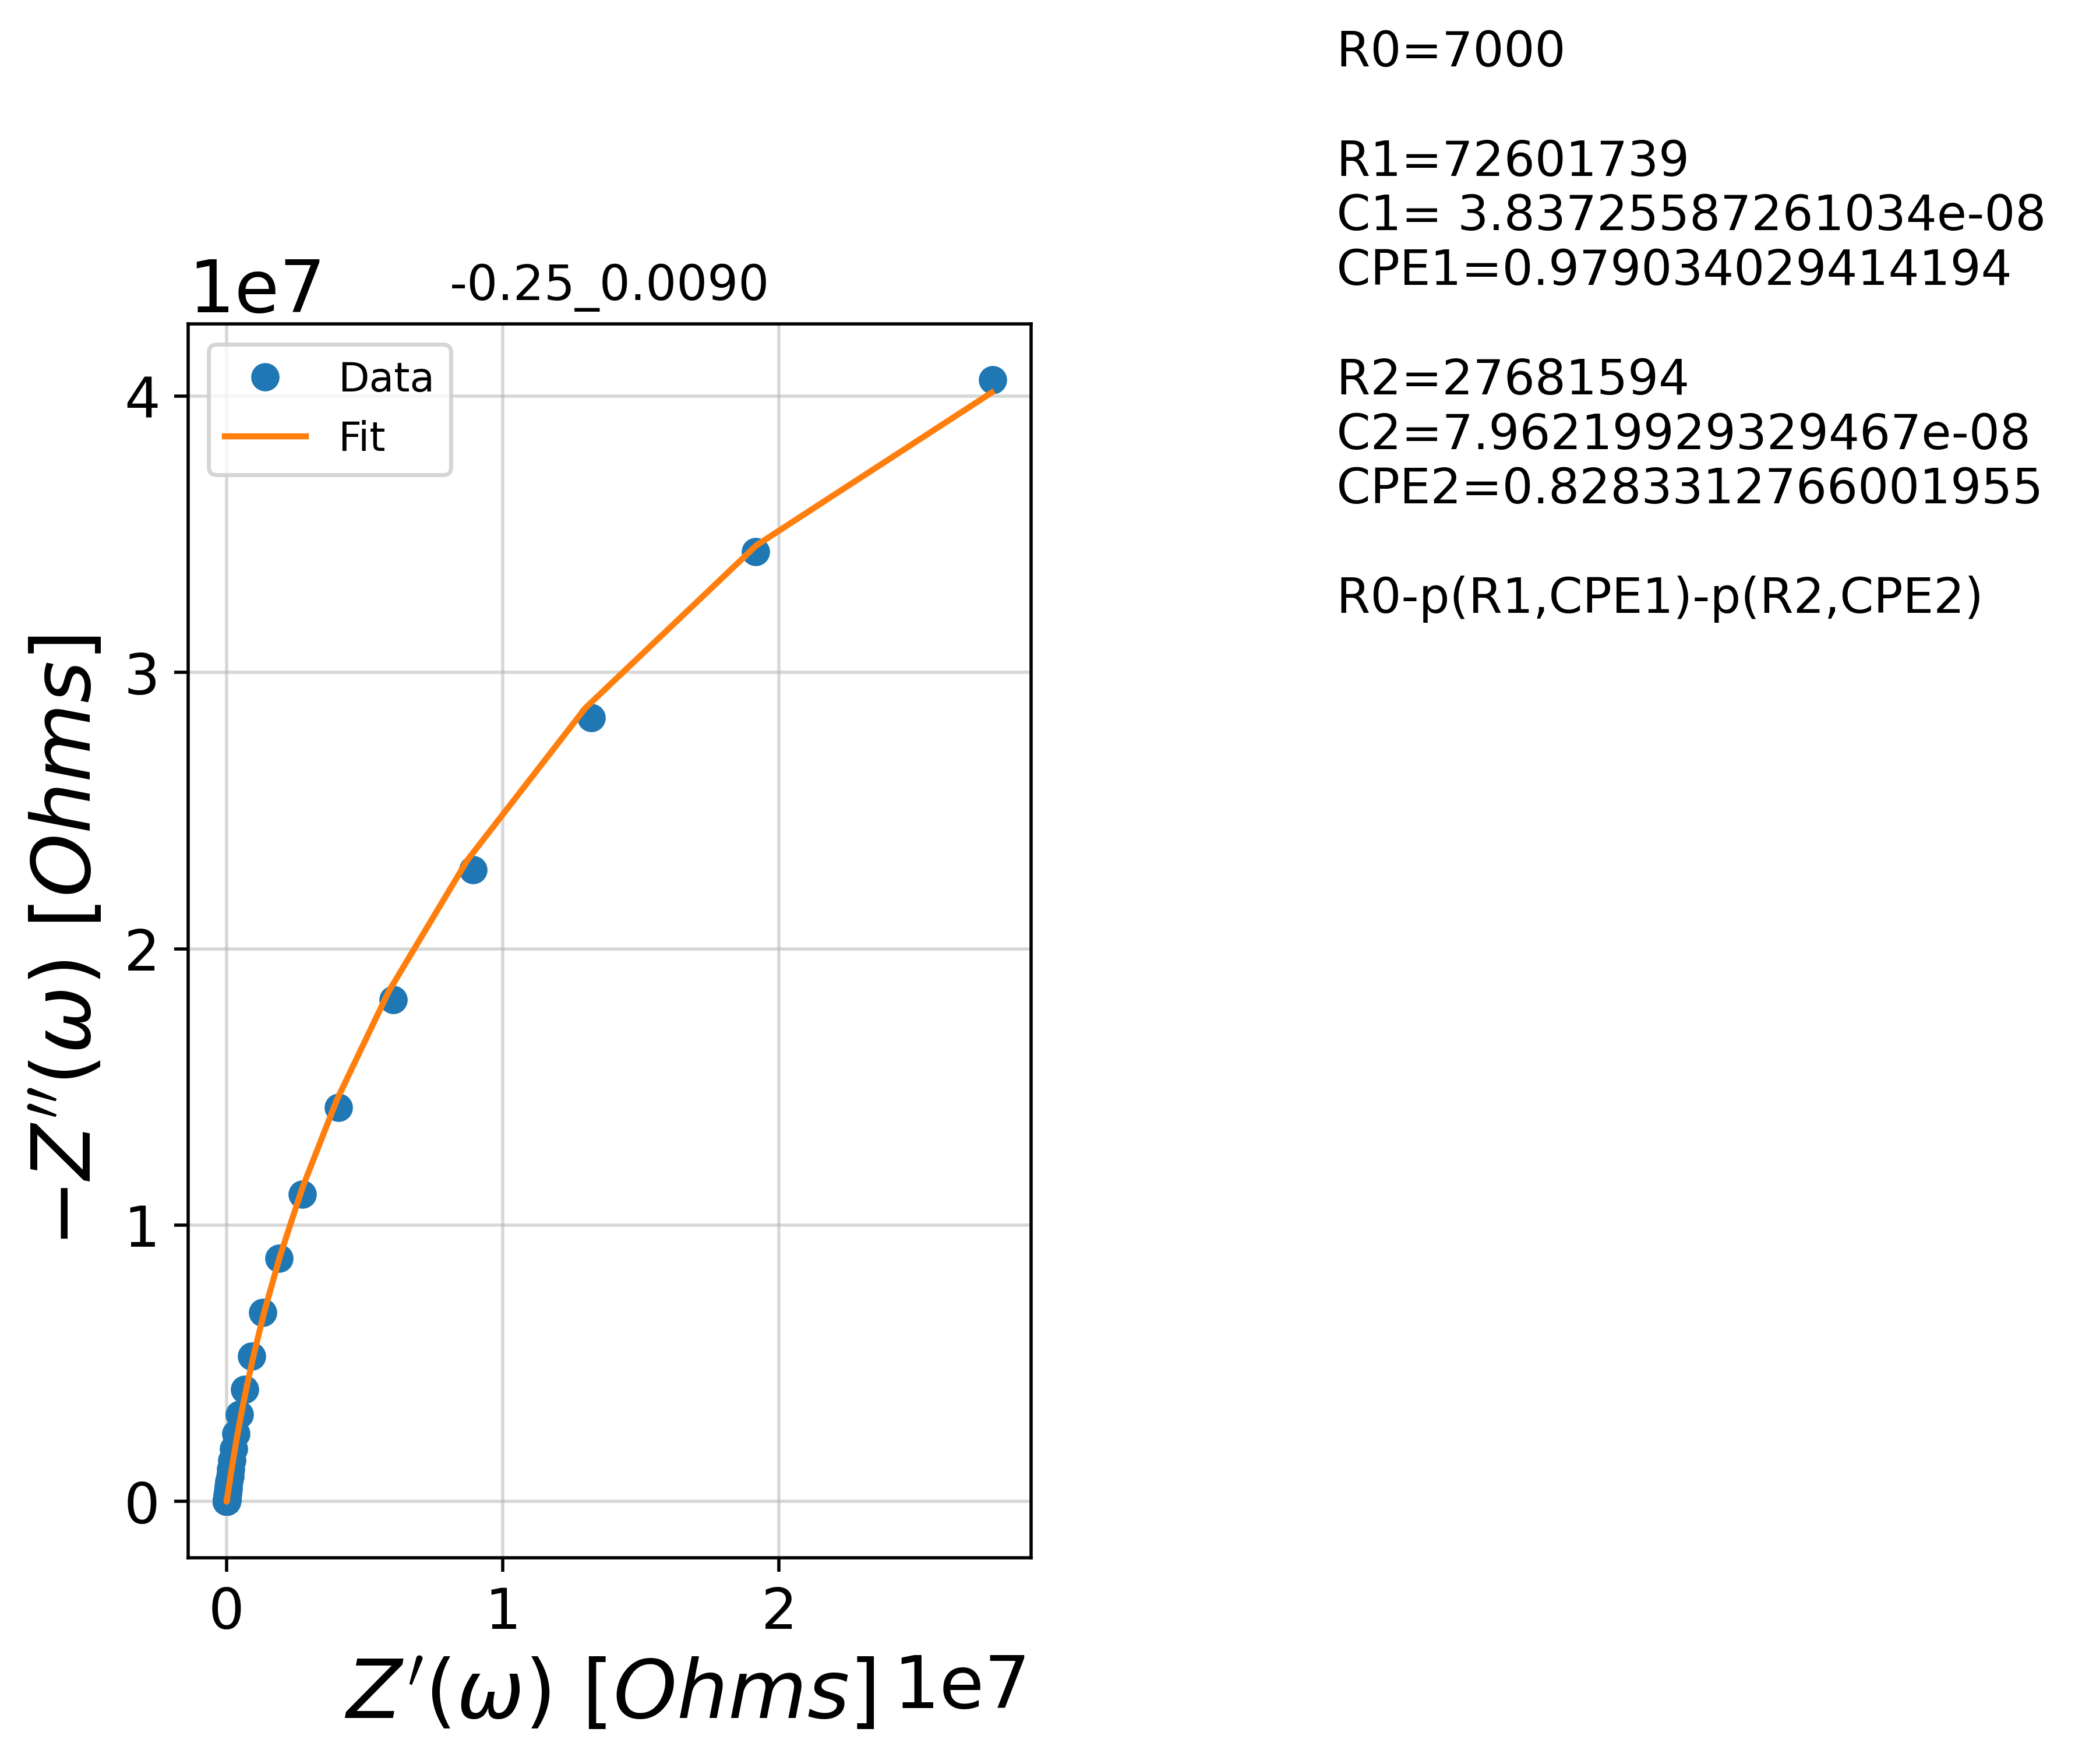 R0=7000
R1=72601739
C1= 3.83725587261034e-08
CPE1=0.979034029414194
R2=27681594
C2=7.96219929329467e-08
CPE2=0.8283312766001955
R0-p(R1,CPE1)-p(R2,CPE2)
1e7
-0.25_0.0090
Data
Fit
4
3
2
1
0
−Z′′(ω) [Ohms]
0 1 2
Z′(ω) [Ohms] 1e7